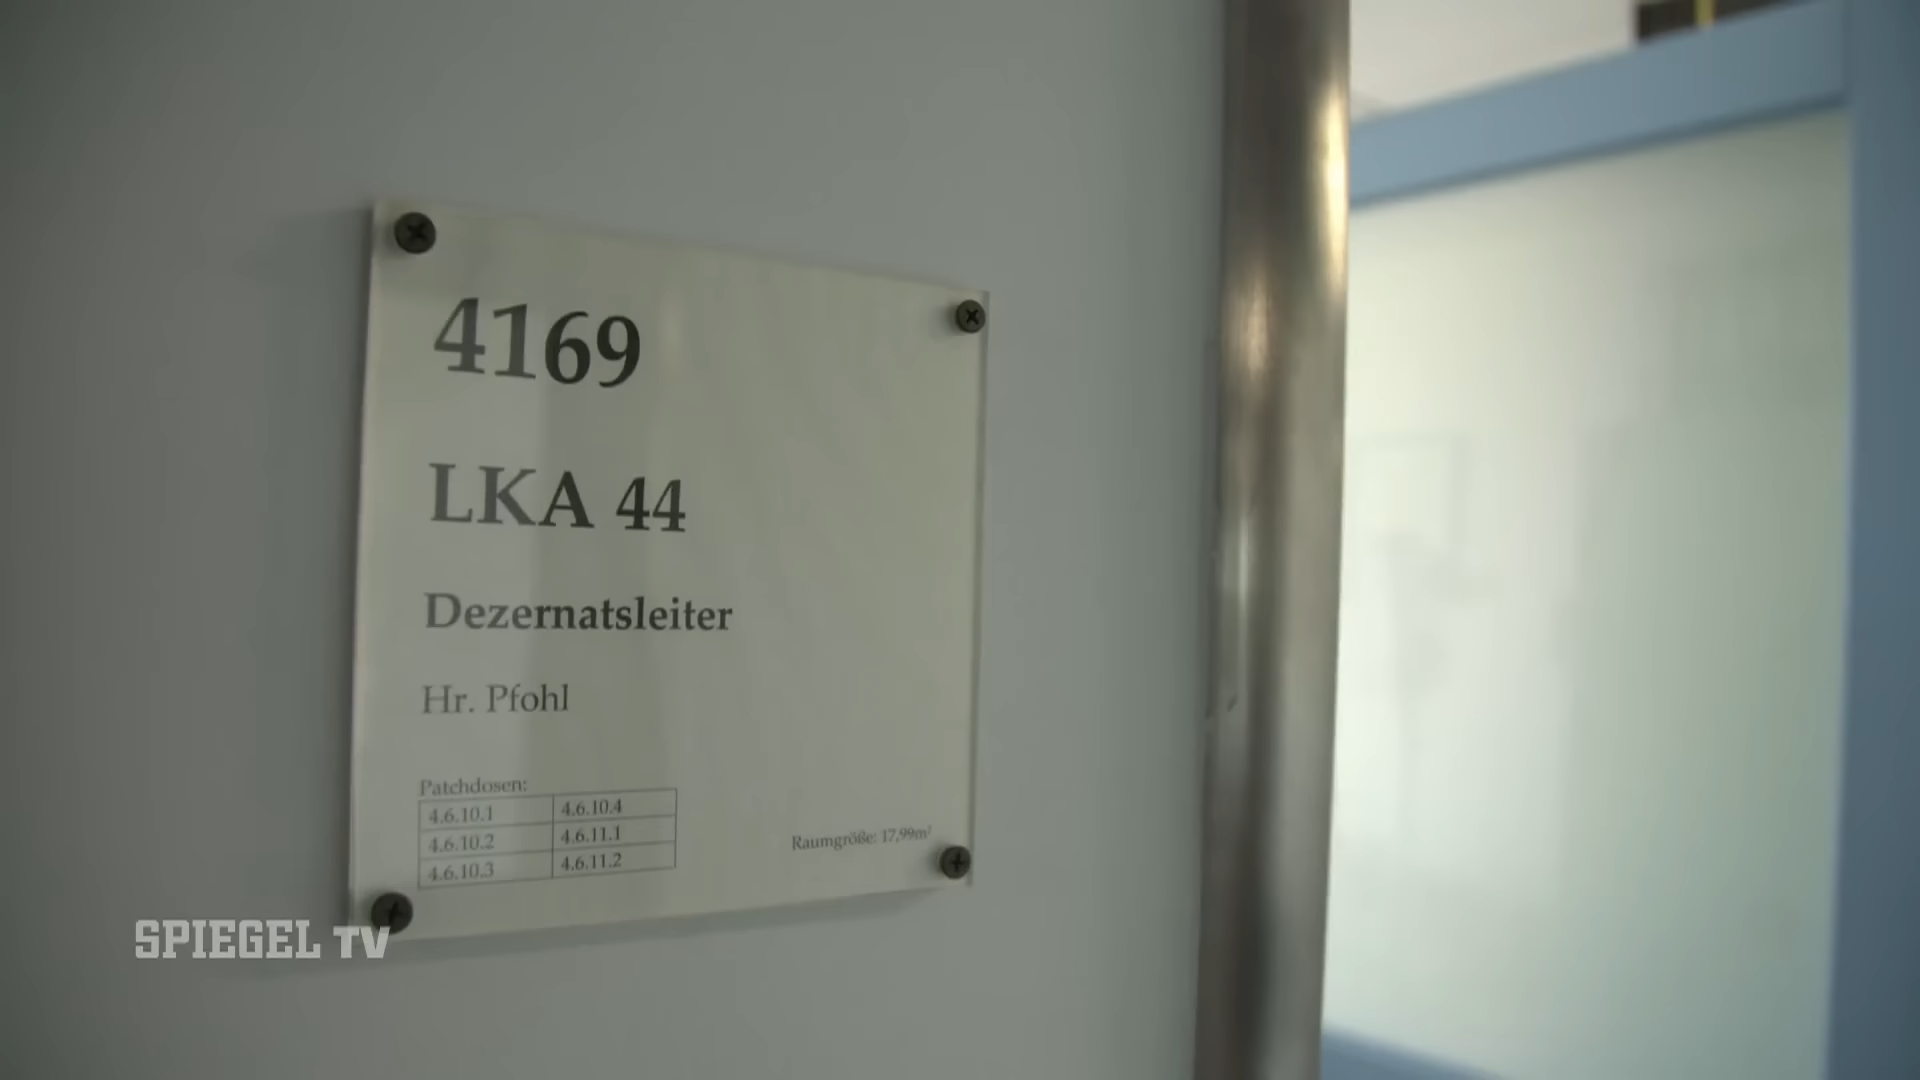 4169
LKA 44
Dezernatsleiter
Hr. Pfohl
Patchdosen:
4.6.10.1 4.6.10.4
4.6.10.2 4.6.11.1
4.6.10.3 4.6.11.2
Raumgröße: 17,99m²
SPIEGEL TV